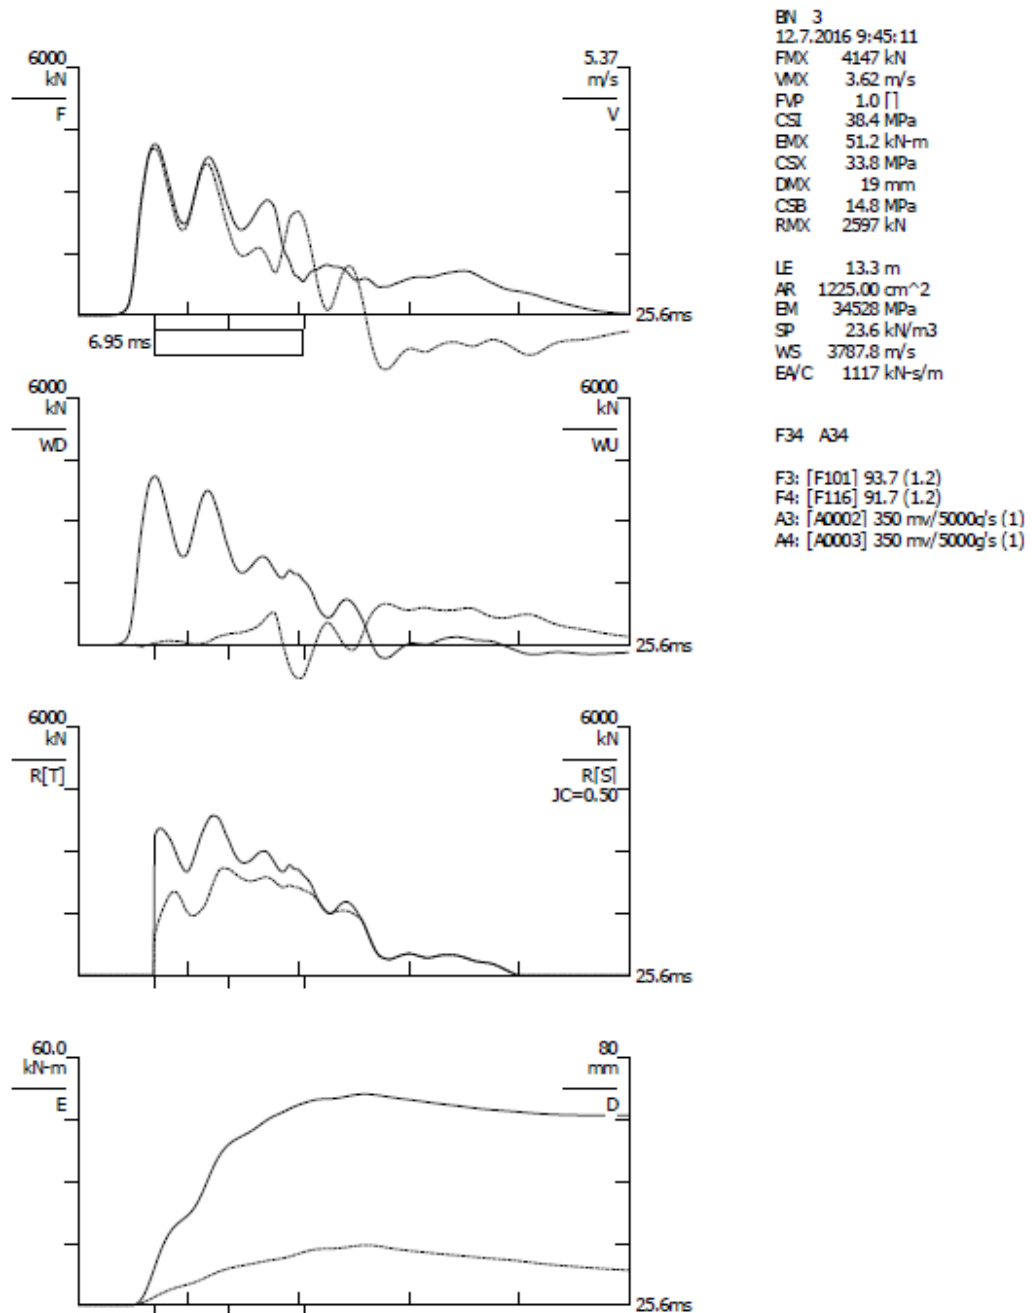 6000
kN
F
5.37
m/s
V
25.6ms
6.95 ms
6000
kN
WD
6000
kN
WU
25.6ms
6000
kN
R[T]
6000
kN
R[S]
JC=0.50
25.6ms
60.0
kN-m
E
80
mm
D
25.6ms
BN 3
12.7.2016 9:45:11
FMX 4147 kN
VMX 3.62 m/s
FVP 1.0 []
CSI 38.4 MPa
EMX 51.2 kN-m
CSX 33.8 MPa
DMX 19 mm
CSB 14.8 MPa
RMX 2597 kN
LE 13.3 m
AR 1225.00 cm^2
EM 34528 MPa
SP 23.6 kN/m3
WS 3787.8 m/s
EA/C 1117 kN-s/m
F34 A34
F3: [F101] 93.7 (1.2)
F4: [F116] 91.7 (1.2)
A3: [A0002] 350 mv/5000g's (1)
A4: [A0003] 350 mv/5000g's (1)